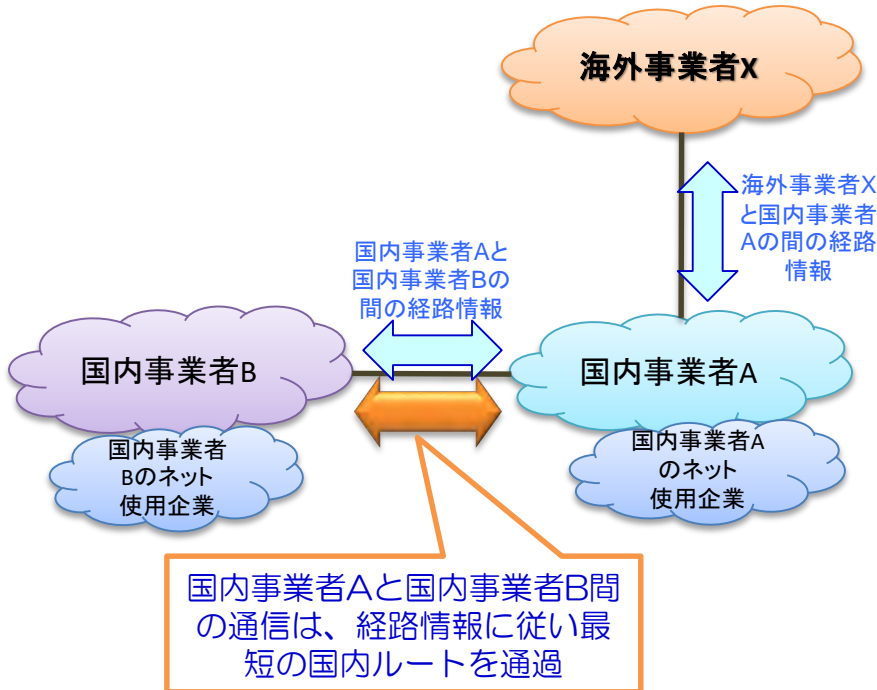 海外事業者X
海外事業者X
と国内事業者
Aの間の経路
情報
国内事業者Aと
国内事業者Bの
間の経路情報
国内事業者B
国内事業者A
国内事業者
Bのネット
使用企業
国内事業者A
のネット
使用企業
国内事業者Aと国内事業者B間
の通信は、経路情報に従い最
短の国内ルートを通過